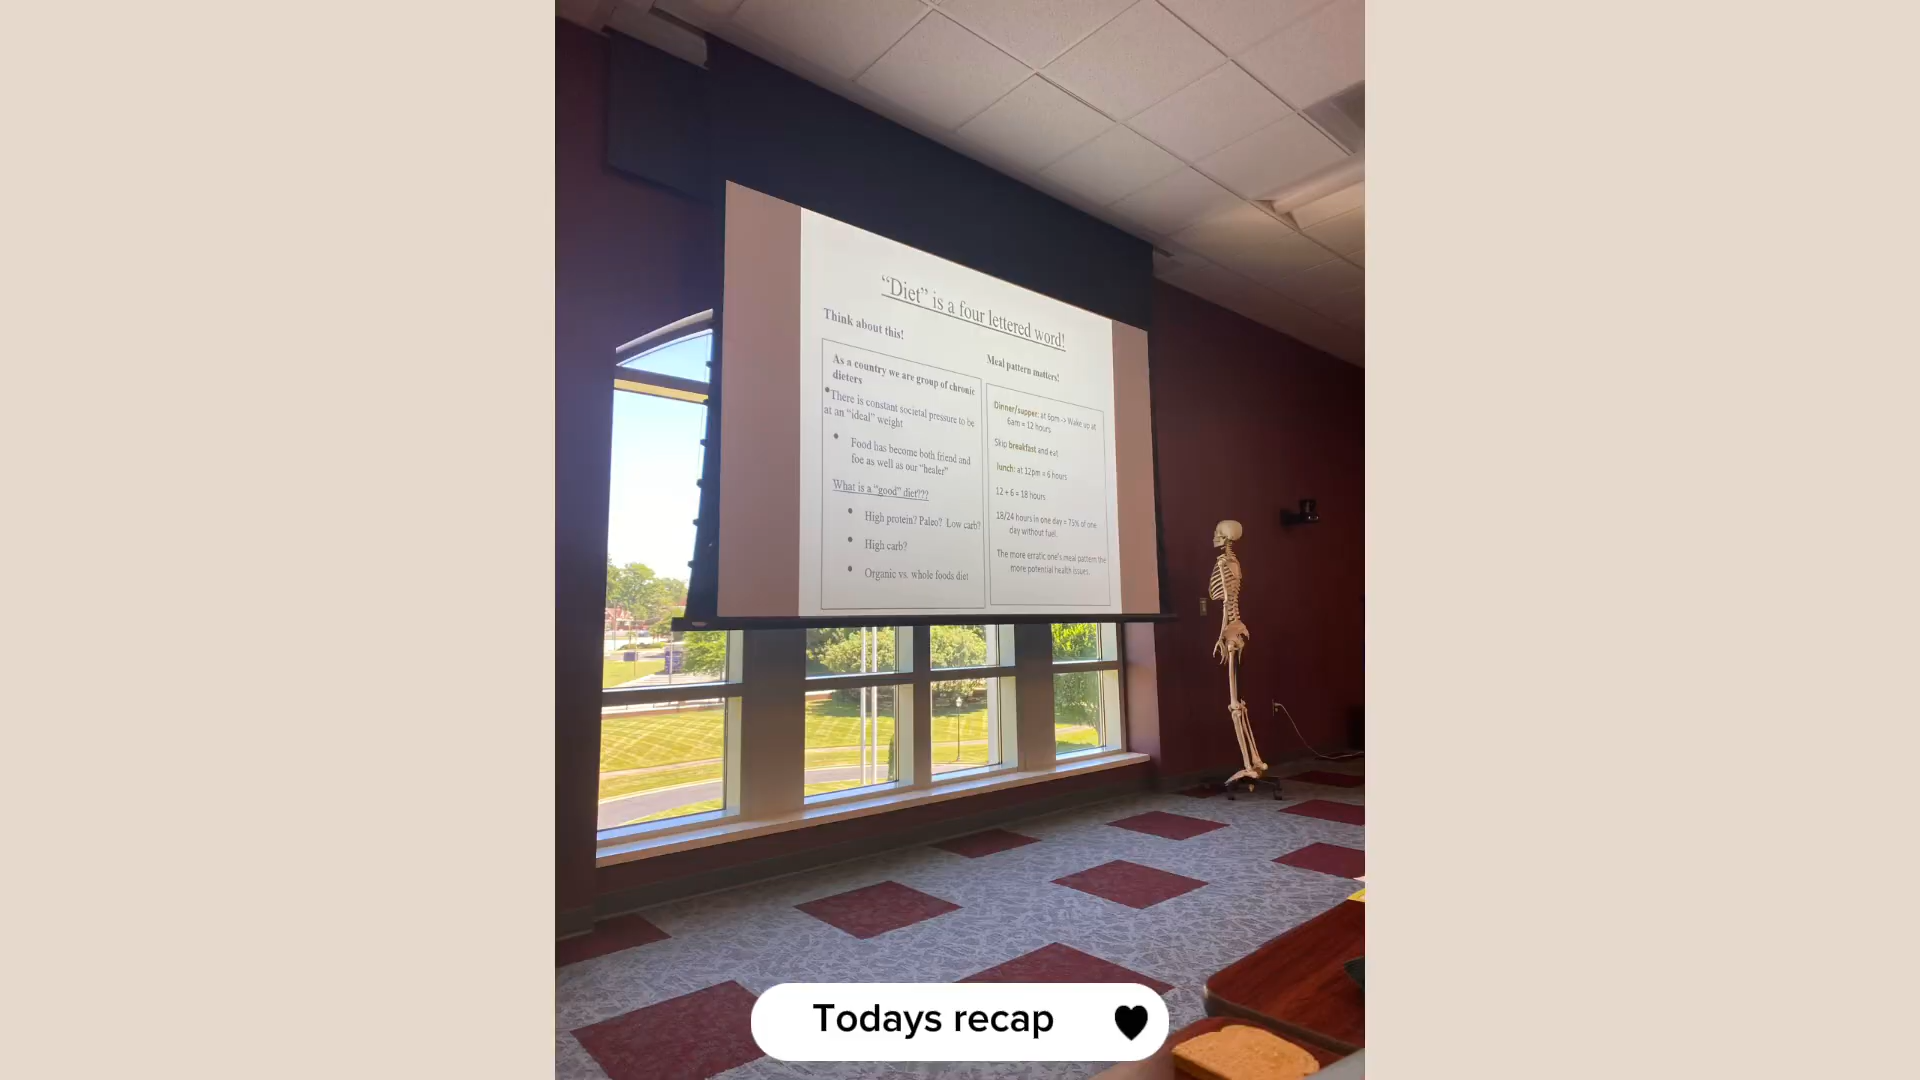 “Diet” is a four lettered word!
Think about this!
As a country we are group of chronic
dieters
•There is constant societal pressure to be
at an “ideal” weight
• Food has become both friend and
foe as well as our “healer”
What is a “good” diet???
• High protein? Paleo? Low carb?
• High carb?
• Organic vs. whole foods diet
Meal pattern matters!
Dinner/supper: at 6pm -> Wake up at
6am = 12 hours
Skip breakfast and eat
lunch: at 12pm = 6 hours
12 + 6 = 18 hours
18/24 hours in one day = 75% of one
day without fuel.
The more erratic one's meal pattern the
more potential health issues.
Todays recap